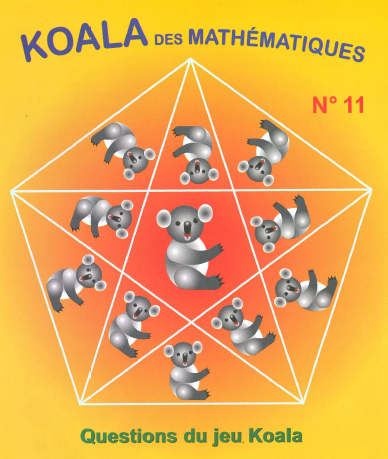 KOALA DES MATHÉMATIQUES
N° 11
Questions du jeu Koala